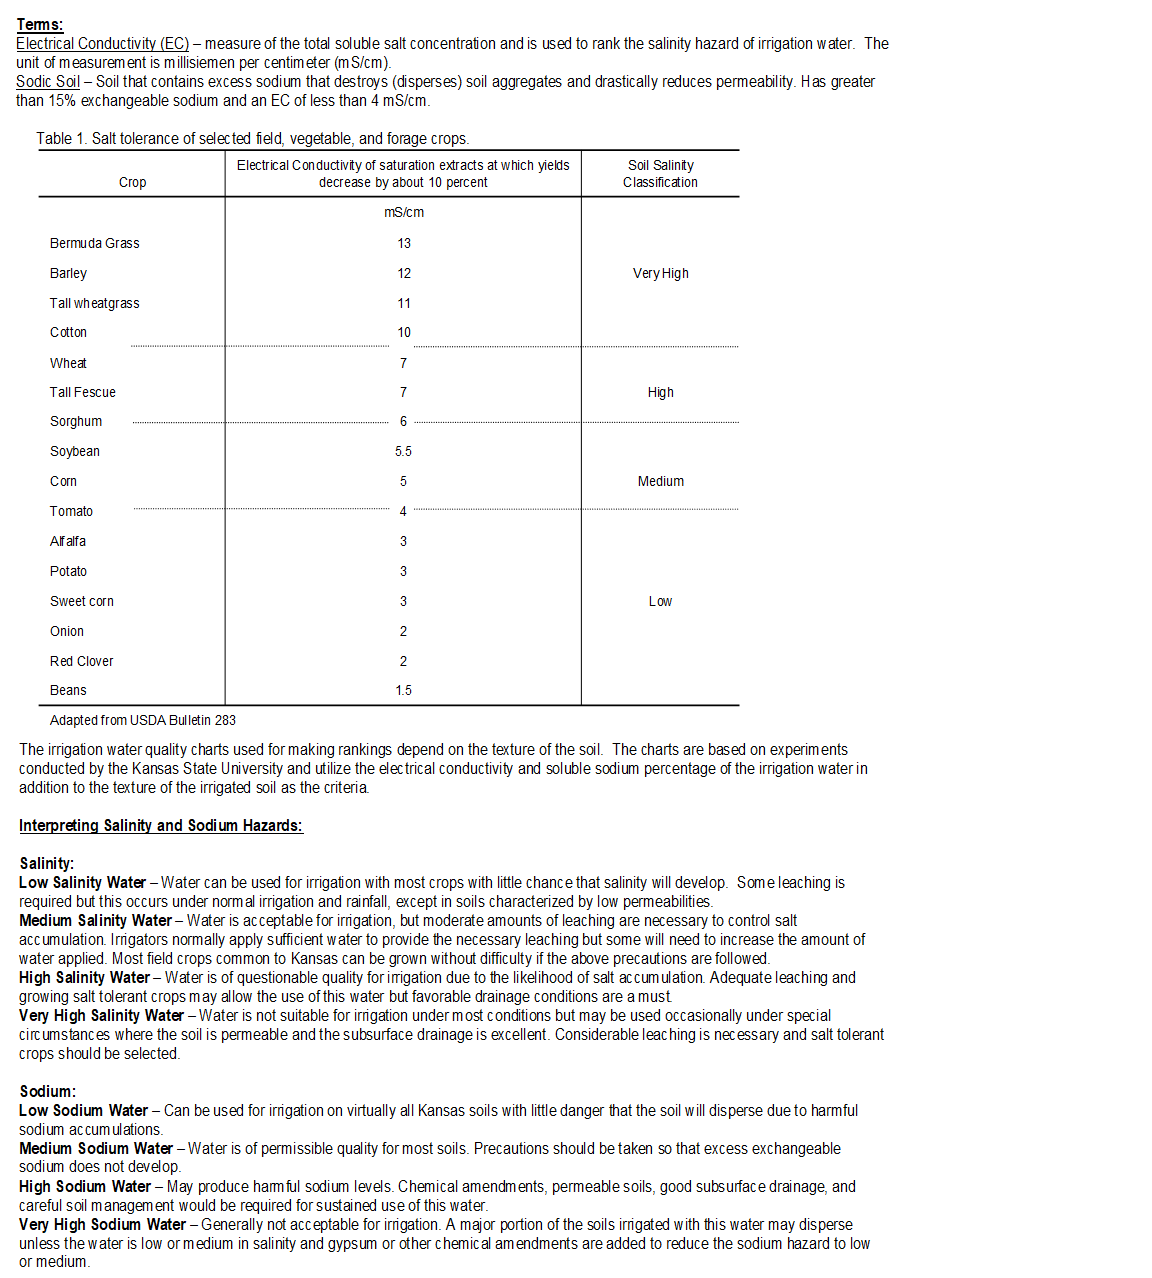 Terms:
Electrical Conductivity (EC) – measure of the total soluble salt concentration and is used to rank the salinity hazard of irrigation water. The
unit of measurement is millisiemen per centimeter (mS/cm).
Sodic Soil – Soil that contains excess sodium that destroys (disperses) soil aggregates and drastically reduces permeability. Has greater
than 15% exchangeable sodium and an EC of less than 4 mS/cm.
Table 1. Salt tolerance of selected field, vegetable, and forage crops.
Crop
Electrical Conductivity of saturation extracts at which yields
decrease by about 10 percent
Soil Salinity
Classification
mS/cm
Bermuda Grass 13
Barley 12 Very High
Tall wheatgrass 11
Cotton 10
Wheat 7
Tall Fescue 7 High
Sorghum 6
Soybean 5.5
Corn 5 Medium
Tomato 4
Alfalfa 3
Potato 3
Sweet corn 3 Low
Onion 2
Red Clover 2
Beans 1.5
Adapted from USDA Bulletin 283
The irrigation water quality charts used for making rankings depend on the texture of the soil. The charts are based on experiments
conducted by the Kansas State University and utilize the electrical conductivity and soluble sodium percentage of the irrigation water in
addition to the texture of the irrigated soil as the criteria.
Interpreting Salinity and Sodium Hazards:
Salinity:
Low Salinity Water – Water can be used for irrigation with most crops with little chance that salinity will develop. Some leaching is
required but this occurs under normal irrigation and rainfall, except in soils characterized by low permeabilities.
Medium Salinity Water – Water is acceptable for irrigation, but moderate amounts of leaching are necessary to control salt
accumulation. Irrigators normally apply sufficient water to provide the necessary leaching but some will need to increase the amount of
water applied. Most field crops common to Kansas can be grown without difficulty if the above precautions are followed.
High Salinity Water – Water is of questionable quality for irrigation due to the likelihood of salt accumulation. Adequate leaching and
growing salt tolerant crops may allow the use of this water but favorable drainage conditions are a must.
Very High Salinity Water – Water is not suitable for irrigation under most conditions but may be used occasionally under special
circumstances where the soil is permeable and the subsurface drainage is excellent. Considerable leaching is necessary and salt tolerant
crops should be selected.
Sodium:
Low Sodium Water – Can be used for irrigation on virtually all Kansas soils with little danger that the soil will disperse due to harmful
sodium accumulations.
Medium Sodium Water – Water is of permissible quality for most soils. Precautions should be taken so that excess exchangeable
sodium does not develop.
High Sodium Water – May produce harmful sodium levels. Chemical amendments, permeable soils, good subsurface drainage, and
careful soil management would be required for sustained use of this water.
Very High Sodium Water – Generally not acceptable for irrigation. A major portion of the soils irrigated with this water may disperse
unless the water is low or medium in salinity and gypsum or other chemical amendments are added to reduce the sodium hazard to low
or medium.